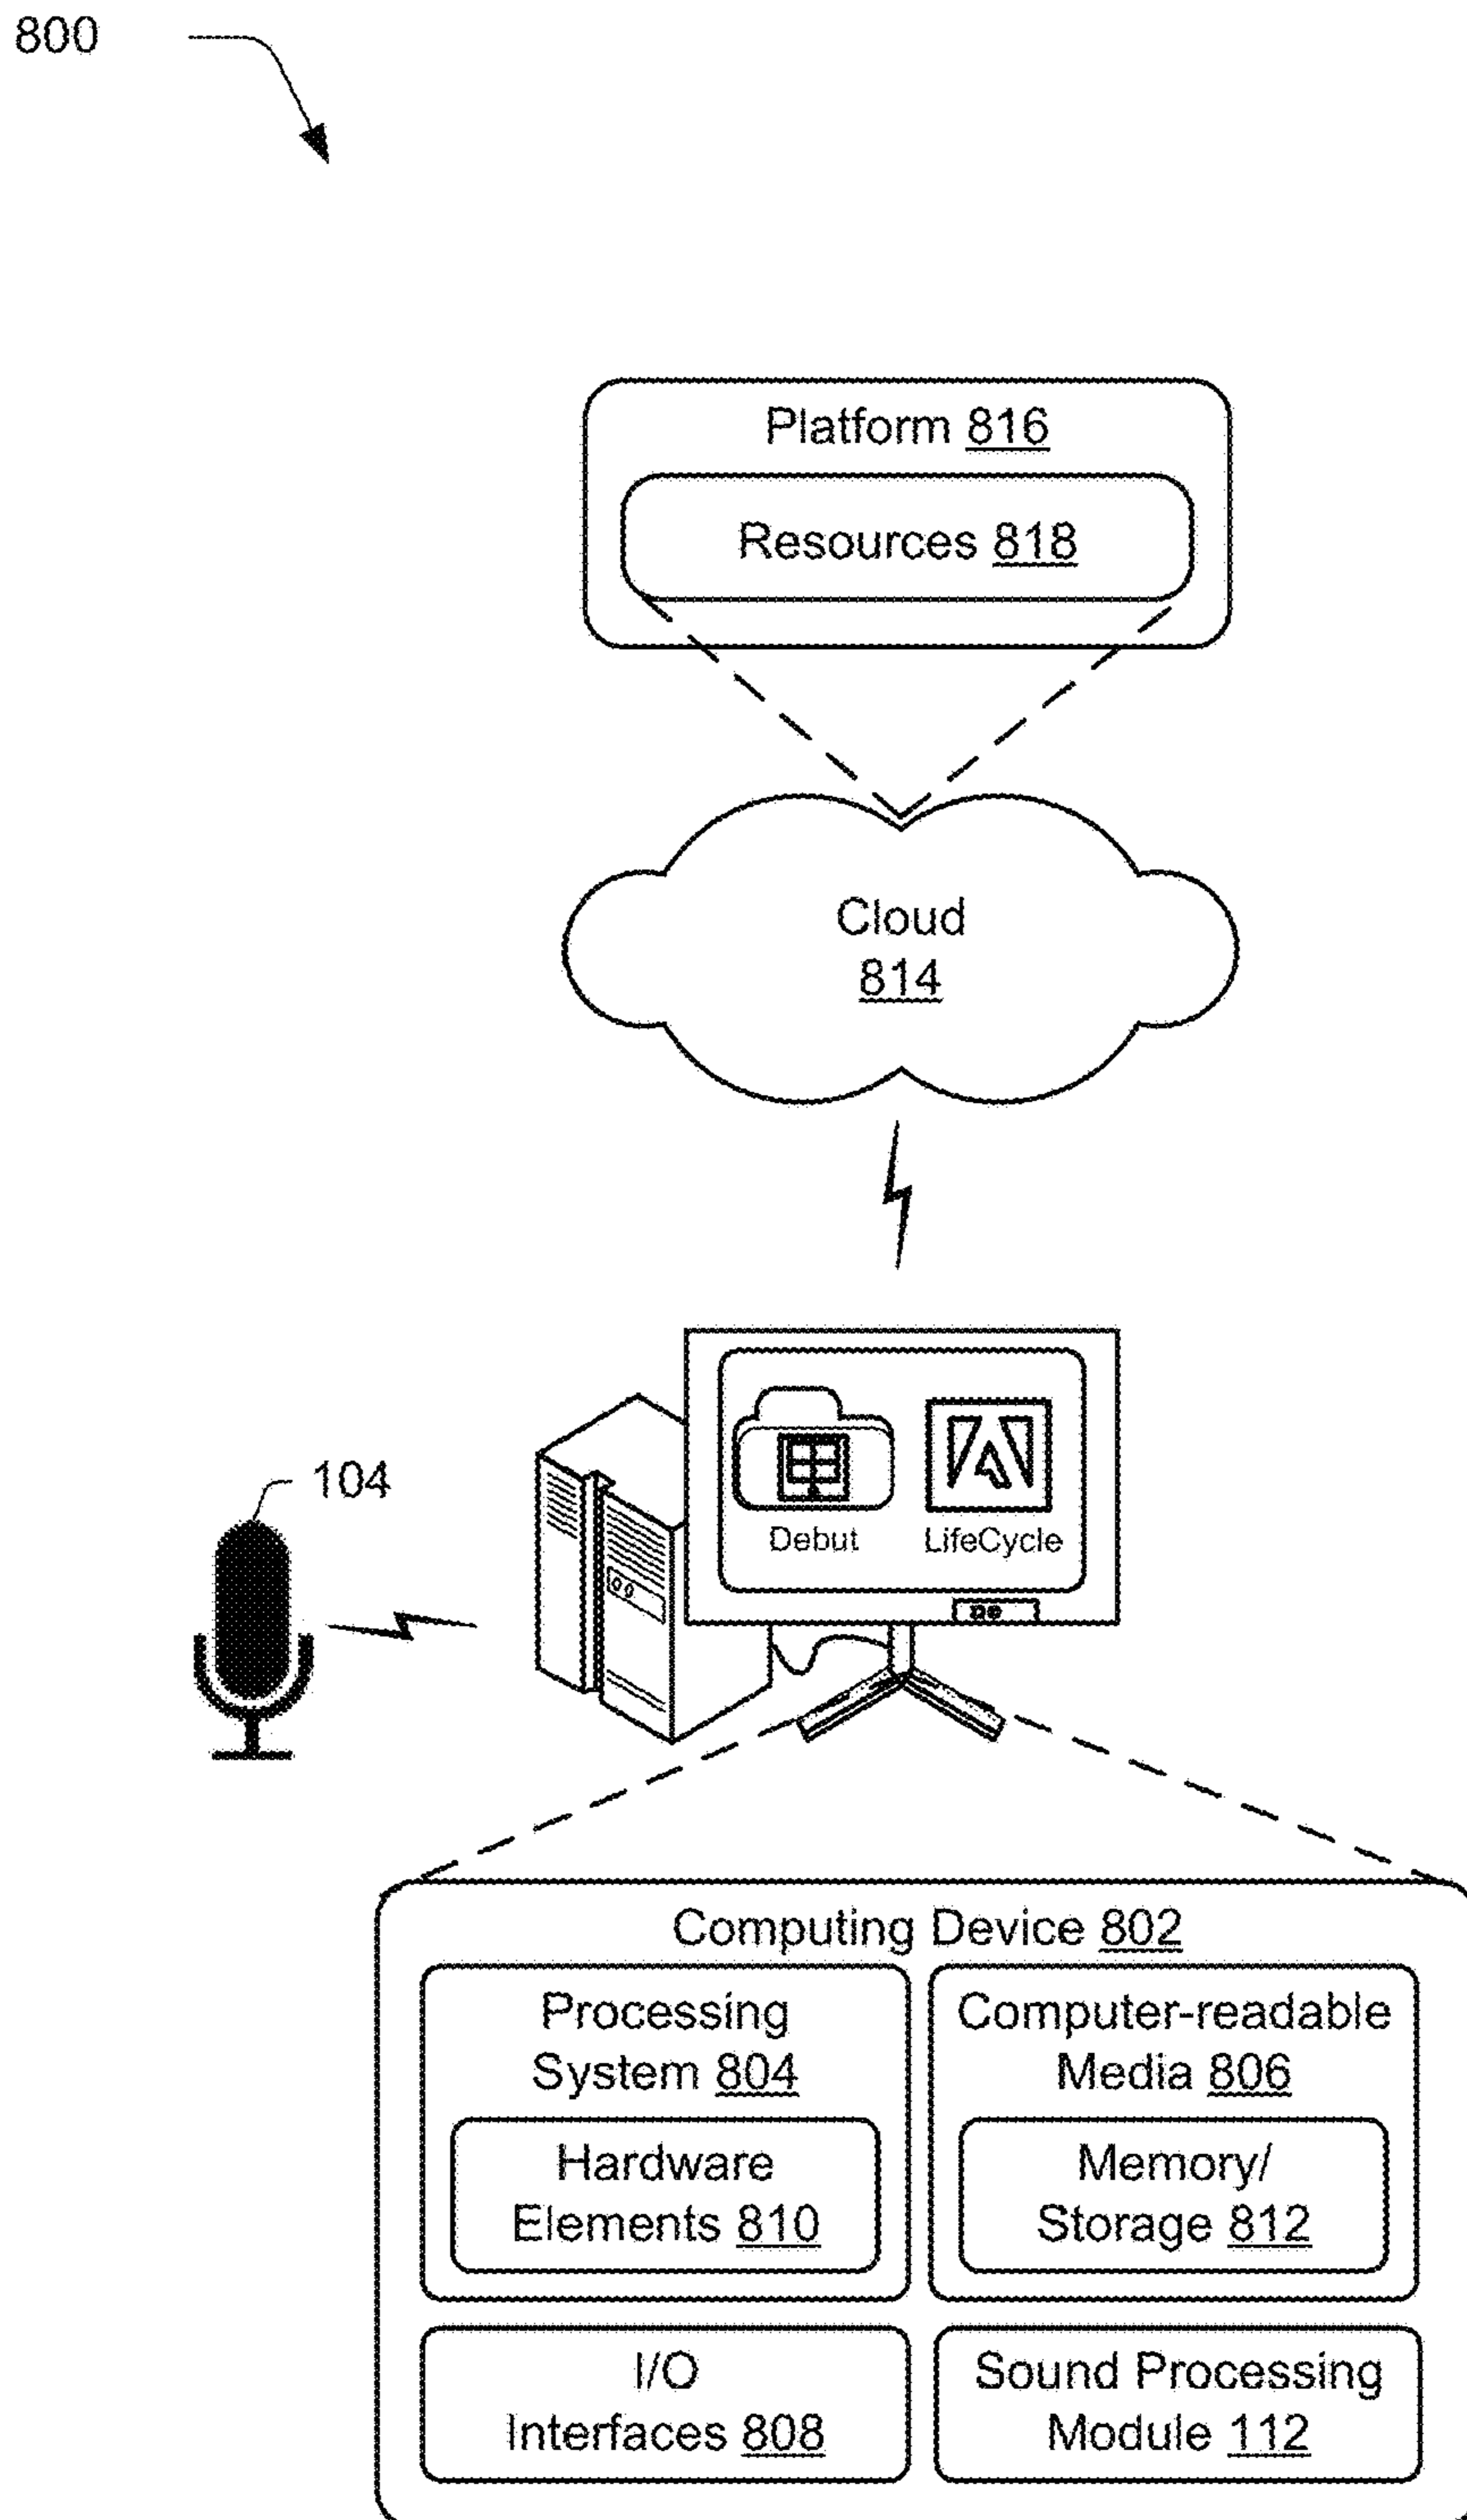 800
Platform 816
Resources 818
Cloud
814
104
Debut
LifeCycle
Computing Device 802
Processing
System 804
Hardware
Elements 810
Computer-readable
Media 806
Memory/
Storage 812
I/O
Interfaces 808
Sound Processing
Module 112